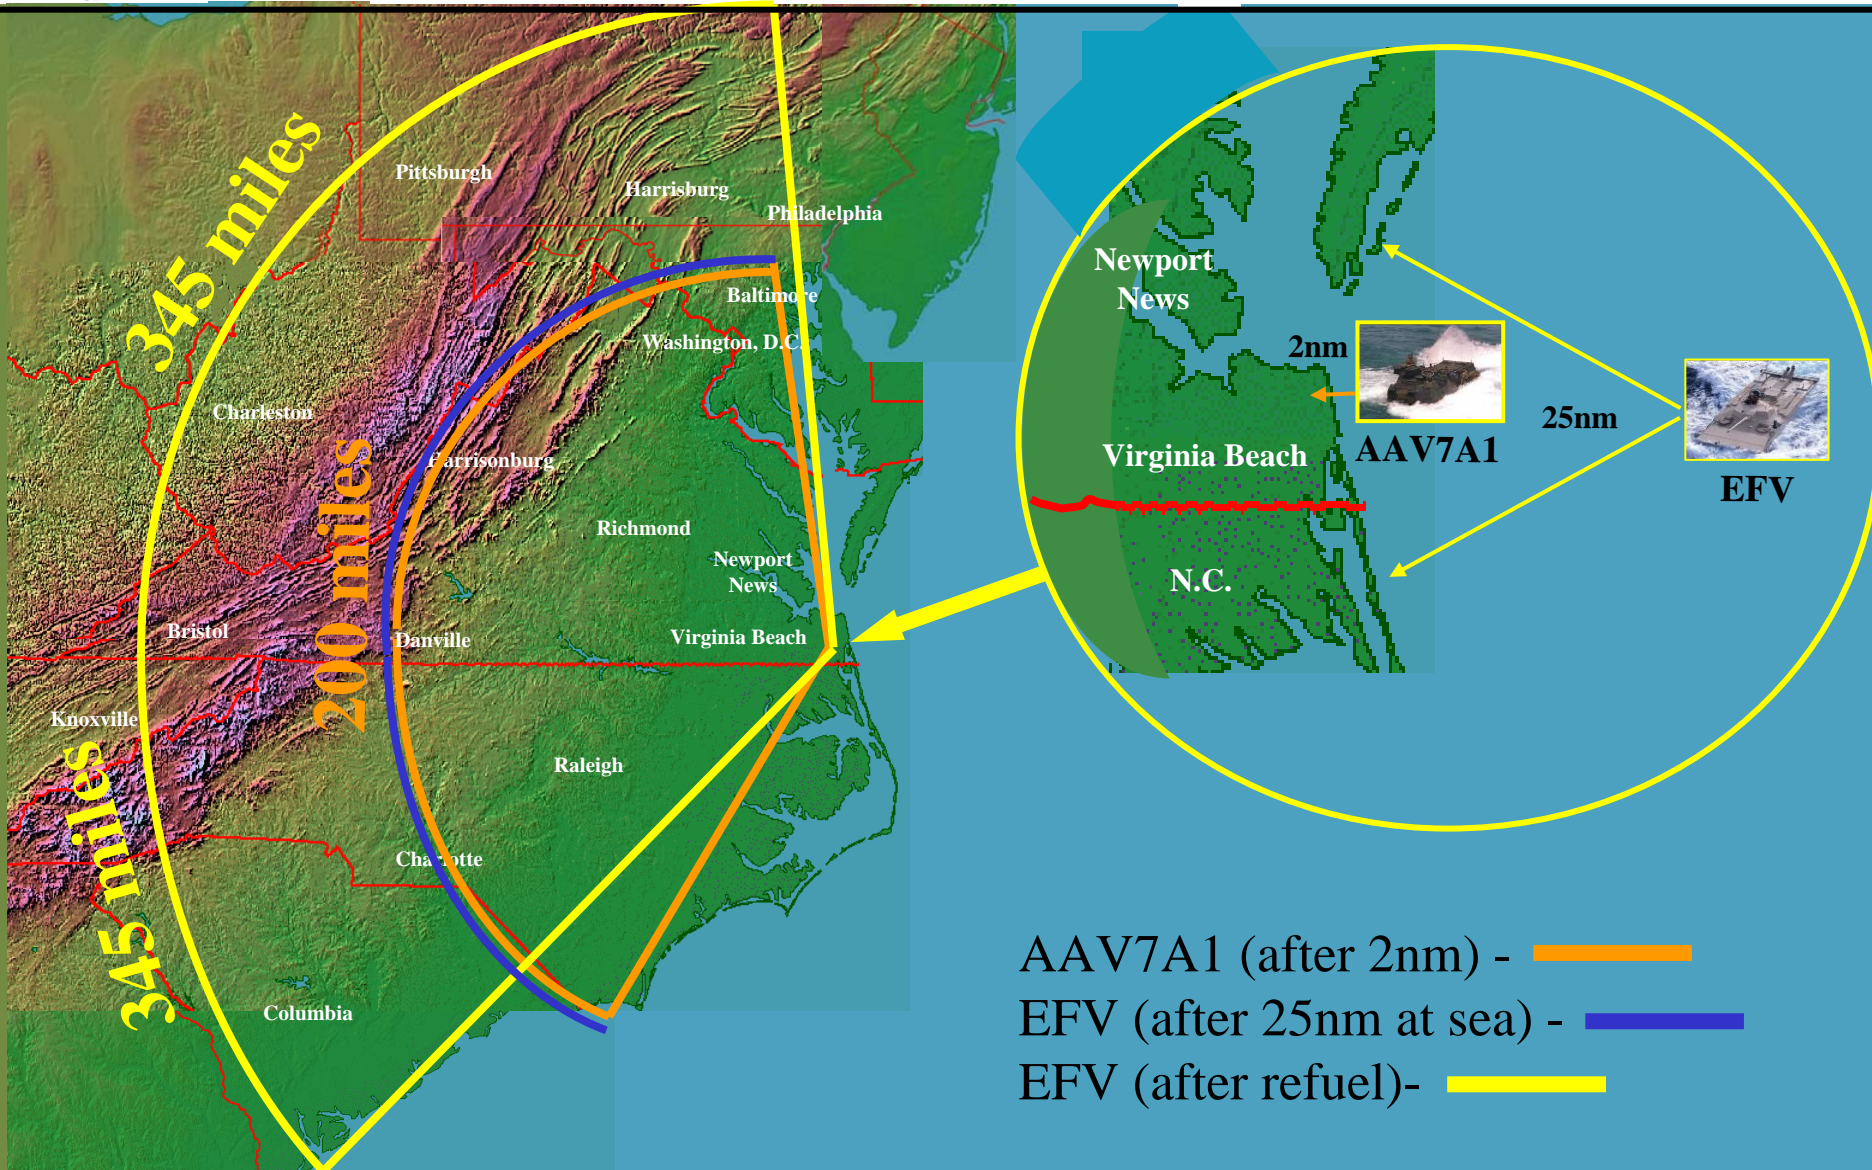 345 miles
Pittsburgh
Harrisburg
Philadelphia
Baltimore
Washington, D.C.
Charleston
Harrisonburg
200 miles
Richmond
Newport
News
Bristol
Danville
Virginia Beach
Knoxville
Raleigh
345 miles
Charlotte
Columbia
Newport
News
2nm
AAV7A1
25nm
EFV
Virginia Beach
N.C.
AAV7A1 (after 2nm) -
EFV (after 25nm at sea) -
EFV (after refuel)-